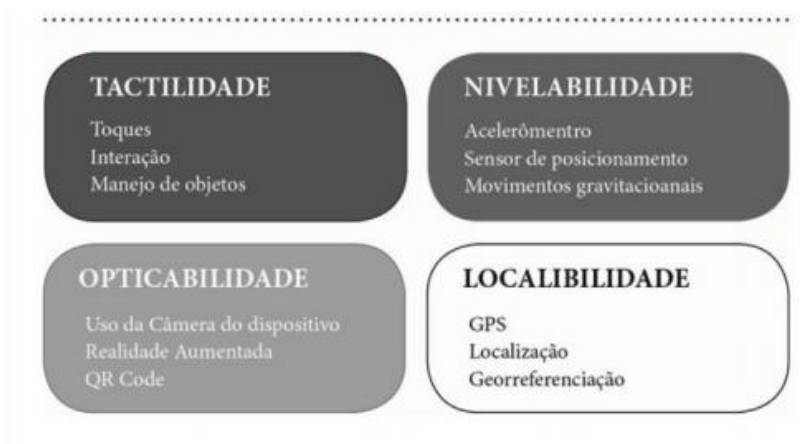 TACTILIDADE
Toques
Interação
Manejo de objetos
NIVELABILIDADE
Acelerômentro
Sensor de posicionamento
Movimentos gravitacioanais
OPTICABILIDADE
Uso da Câmera do dispositivo
Realidade Aumentada
QR Code
LOCALIBILIDADE
GPS
Localização
Georreferenciação